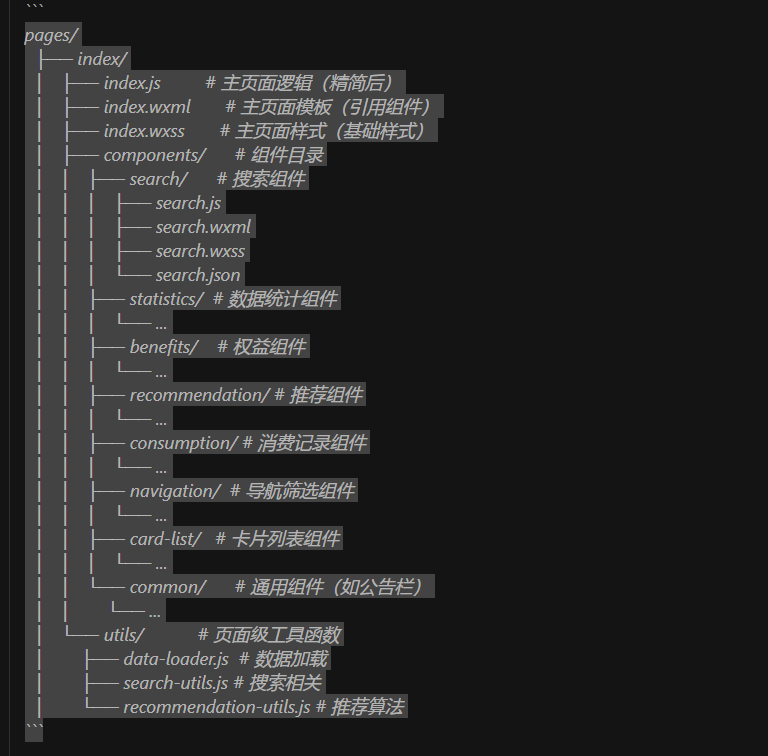 ```
pages/
├── index/
│   ├── index.js        # 主页面逻辑（精简后）
│   ├── index.wxml      # 主页面模板（引用组件）
│   ├── index.wxss      # 主页面样式（基础样式）
│   ├── components/     # 组件目录
│   │   ├── search/     # 搜索组件
│   │   │   ├── search.js
│   │   │   ├── search.wxml
│   │   │   ├── search.wxss
│   │   │   └── search.json
│   │   ├── statistics/ # 数据统计组件
│   │   │   └── ...
│   │   ├── benefits/   # 权益组件
│   │   │   └── ...
│   │   ├── recommendation/ # 推荐组件
│   │   │   └── ...
│   │   ├── consumption/ # 消费记录组件
│   │   │   └── ...
│   │   ├── navigation/ # 导航筛选组件
│   │   │   └── ...
│   │   ├── card-list/  # 卡片列表组件
│   │   │   └── ...
│   │   └── common/     # 通用组件（如公告栏）
│   │       └── ...
│   └── utils/          # 页面级工具函数
│       ├── data-loader.js # 数据加载
│       ├── search-utils.js # 搜索相关
│       └── recommendation-utils.js # 推荐算法
```